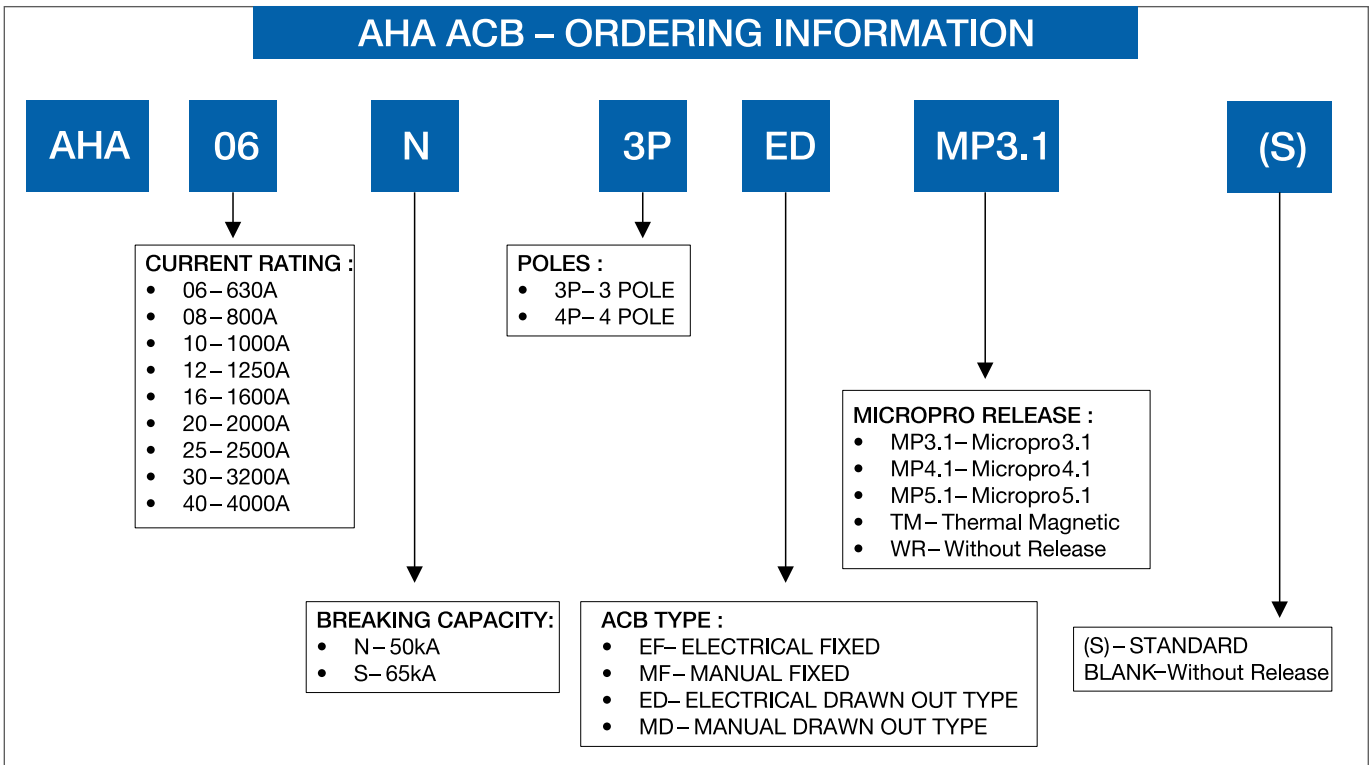 AHA ACB – ORDERING INFORMATION
AHA 06 N 3P ED MP3.1 (S)
CURRENT RATING :
• 06–630A
• 08–800A
• 10–1000A
• 12–1250A
• 16–1600A
• 20–2000A
• 25–2500A
• 30–3200A
• 40–4000A
POLES :
• 3P–3 POLE
• 4P–4 POLE
MICROPRO RELEASE :
• MP3.1–Micropro3.1
• MP4.1–Micropro4.1
• MP5.1–Micropro5.1
• TM–Thermal Magnetic
• WR–Without Release
BREAKING CAPACITY:
• N–50kA
• S–65kA
ACB TYPE :
• EF–ELECTRICAL FIXED
• MF–MANUAL FIXED
• ED–ELECTRICAL DRAWN OUT TYPE
• MD–MANUAL DRAWN OUT TYPE
(S)–STANDARD
BLANK–Without Release